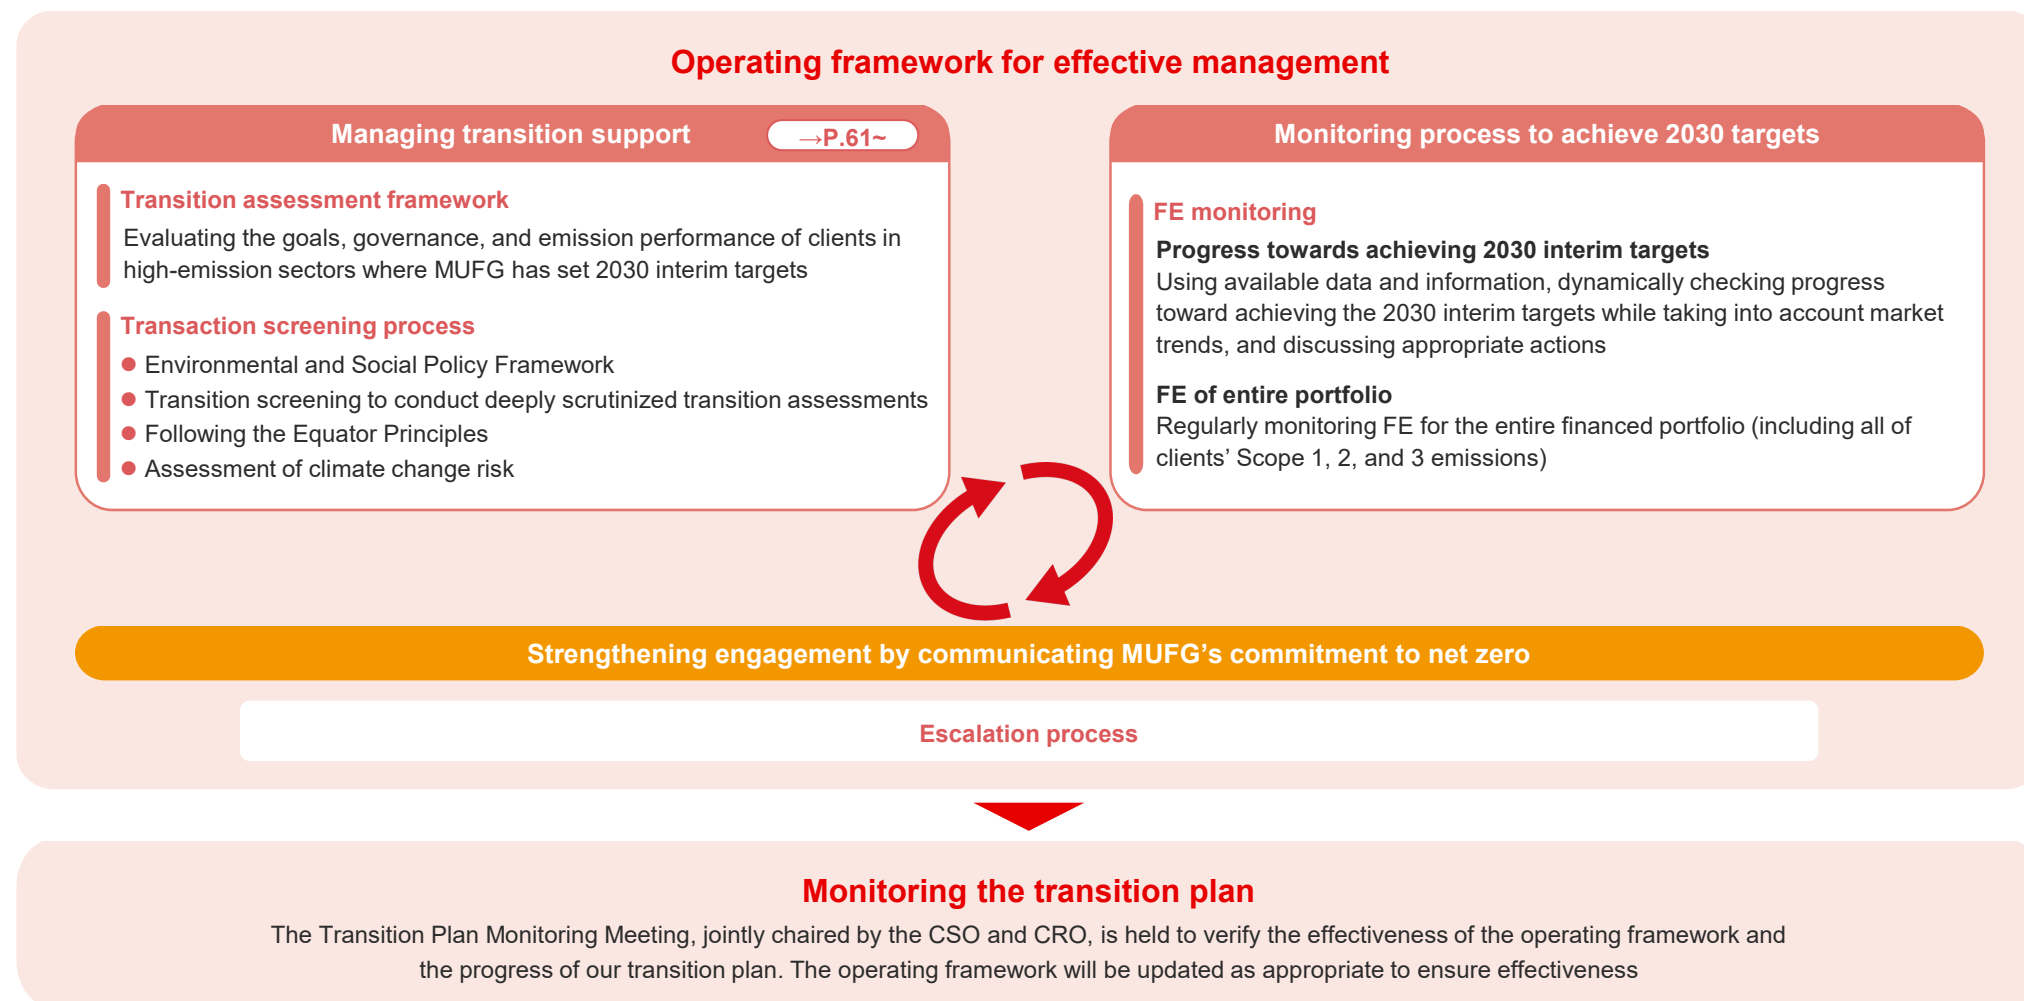 Operating framework for effective management
Managing transition support
→P.61~
Transition assessment framework
Evaluating the goals, governance, and emission performance of clients in
high-emission sectors where MUFG has set 2030 interim targets
Transaction screening process
● Environmental and Social Policy Framework
● Transition screening to conduct deeply scrutinized transition assessments
● Following the Equator Principles
● Assessment of climate change risk
Monitoring process to achieve 2030 targets
FE monitoring
Progress towards achieving 2030 interim targets
Using available data and information, dynamically checking progress
toward achieving the 2030 interim targets while taking into account market
trends, and discussing appropriate actions
FE of entire portfolio
Regularly monitoring FE for the entire financed portfolio (including all of
clients’ Scope 1, 2, and 3 emissions)
Strengthening engagement by communicating MUFG’s commitment to net zero
Escalation process
Monitoring the transition plan
The Transition Plan Monitoring Meeting, jointly chaired by the CSO and CRO, is held to verify the effectiveness of the operating framework and
the progress of our transition plan. The operating framework will be updated as appropriate to ensure effectiveness